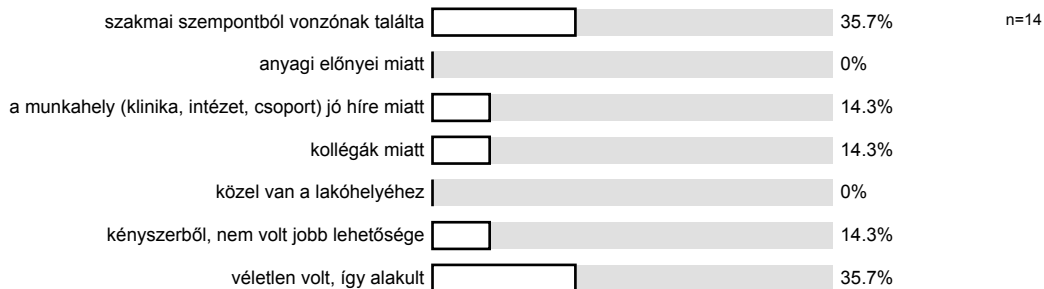 szakmai szempontból vonzónak találta 35.7% n=14
anyagi előnyei miatt 0%
a munkahely (klinika, intézet, csoport) jó híre miatt 14.3%
kollégák miatt 14.3%
közel van a lakóhelyéhez 0%
kényszerből, nem volt jobb lehetősége 14.3%
véletlen volt, így alakult 35.7%